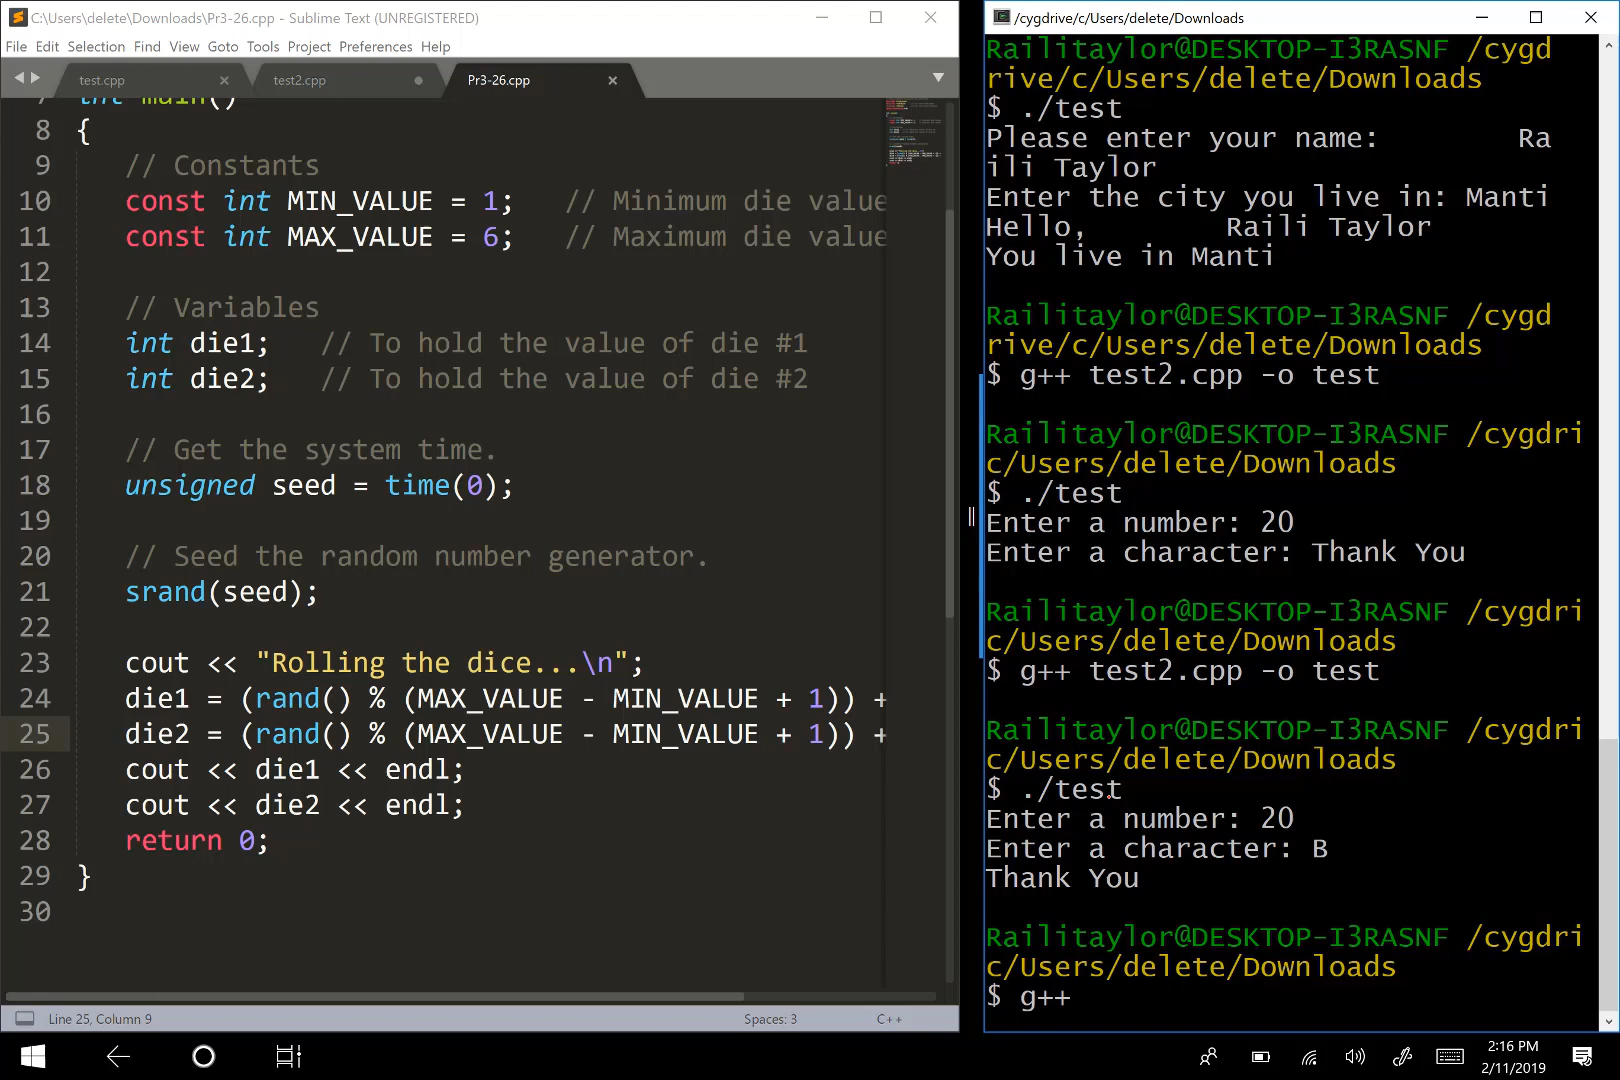 C:\Users\delete\Downloads\Pr3-26.cpp - Sublime Text (UNREGISTERED)
File Edit Selection Find View Goto Tools Project Preferences Help
test.cpp test2.cpp Pr3-26.cpp
7 int main()
8 {
9 // Constants
10 const int MIN_VALUE = 1; // Minimum die value
11 const int MAX_VALUE = 6; // Maximum die value
12
13 // Variables
14 int die1; // To hold the value of die #1
15 int die2; // To hold the value of die #2
16
17 // Get the system time.
18 unsigned seed = time(0);
19
20 // Seed the random number generator.
21 srand(seed);
22
23 cout << "Rolling the dice...\n";
24 die1 = (rand() % (MAX_VALUE - MIN_VALUE + 1)) +
25 die2 = (rand() % (MAX_VALUE - MIN_VALUE + 1)) +
26 cout << die1 << endl;
27 cout << die2 << endl;
28 return 0;
29 }
30
Line 25, Column 9 Spaces: 3 C++
/cygdrive/c/Users/delete/Downloads
Railitaylor@DESKTOP-I3RASNF /cygd
rive/c/Users/delete/Downloads
$ ./test
Please enter your name: Ra
ili Taylor
Enter the city you live in: Manti
Hello, Raili Taylor
You live in Manti
Railitaylor@DESKTOP-I3RASNF /cygd
rive/c/Users/delete/Downloads
$ g++ test2.cpp -o test
Railitaylor@DESKTOP-I3RASNF /cygdri
c/Users/delete/Downloads
$ ./test
Enter a number: 20
Enter a character: Thank You
Railitaylor@DESKTOP-I3RASNF /cygdri
c/Users/delete/Downloads
$ g++ test2.cpp -o test
Railitaylor@DESKTOP-I3RASNF /cygdri
c/Users/delete/Downloads
$ ./test
Enter a number: 20
Enter a character: B
Thank You
Railitaylor@DESKTOP-I3RASNF /cygdri
c/Users/delete/Downloads
$ g++
2:16 PM
2/11/2019